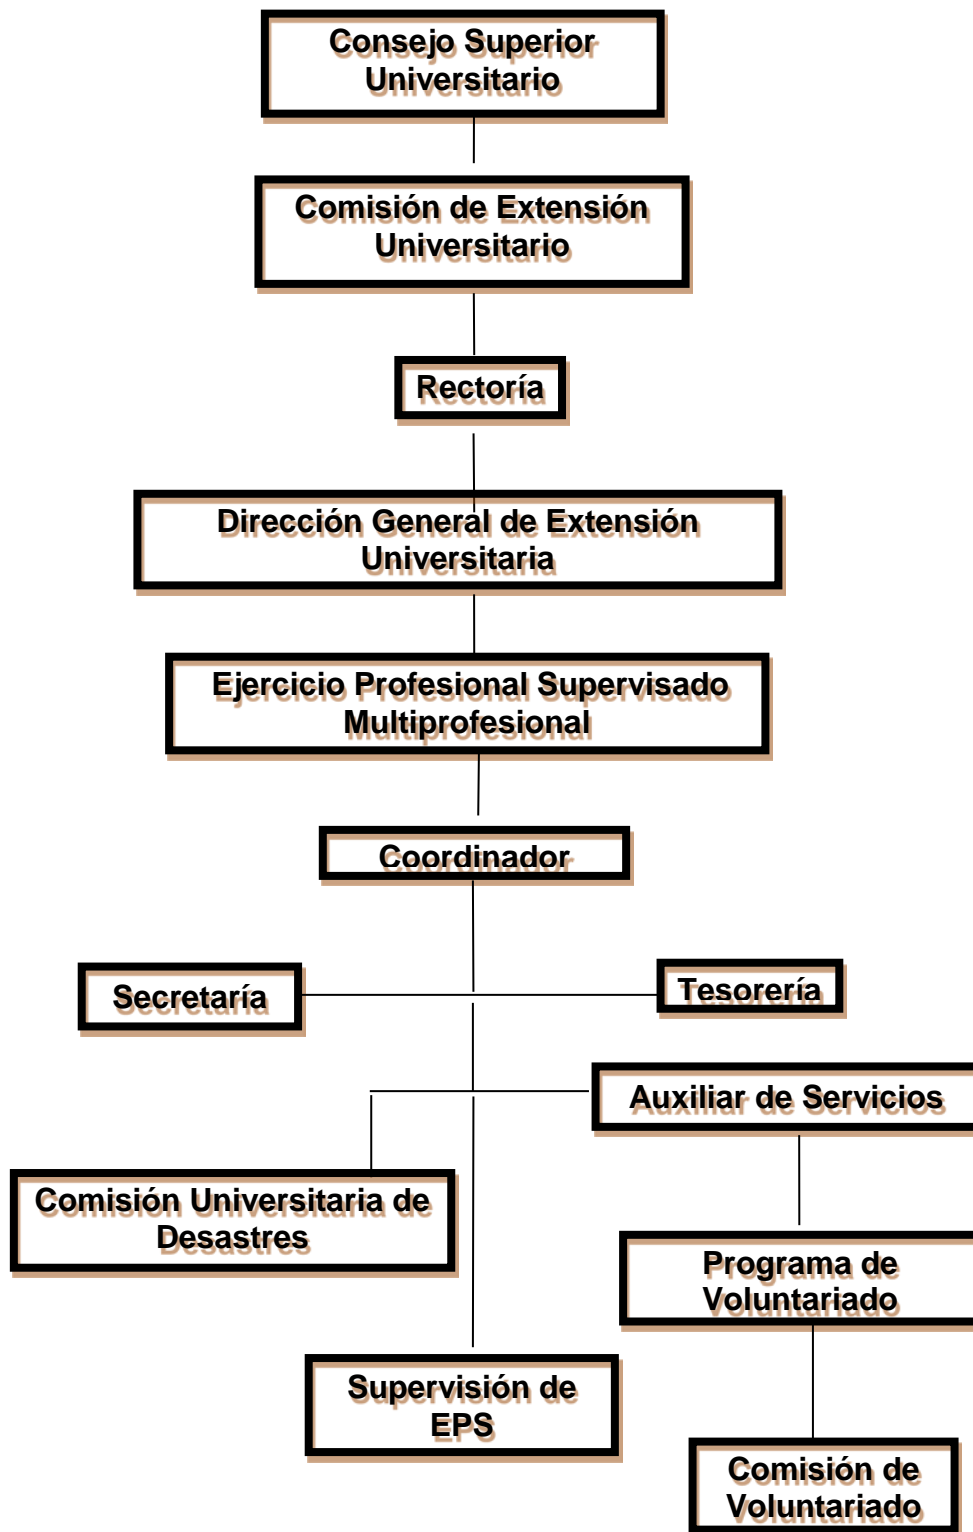 Consejo Superior
Universitario
Comisión de Extensión
Universitario
Rectoría
Dirección General de Extensión
Universitaria
Ejercicio Profesional Supervisado
Multiprofesional
Coordinador
Secretaría
Tesorería
Auxiliar de Servicios
Comisión Universitaria de
Desastres
Programa de
Voluntariado
Supervisión de
EPS
Comisión de
Voluntariado